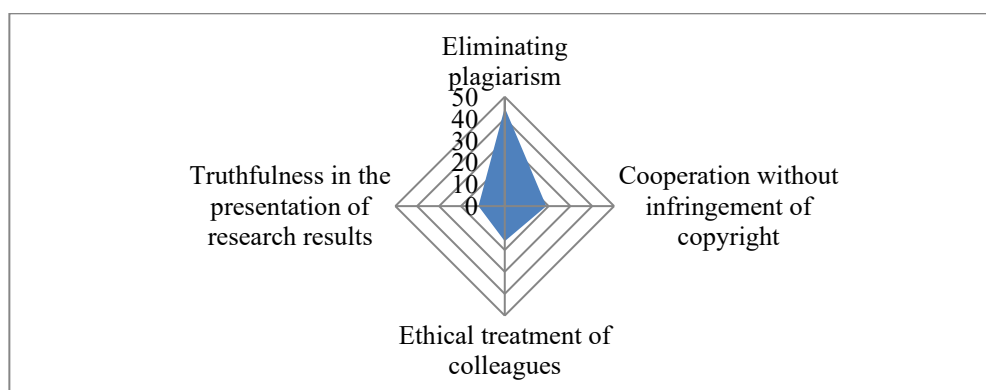 Eliminating
plagiarism
50
40
30
20
10
0
Truthfulness in the
presentation of
research results
Cooperation without
infringement of
copyright
Ethical treatment of
colleagues